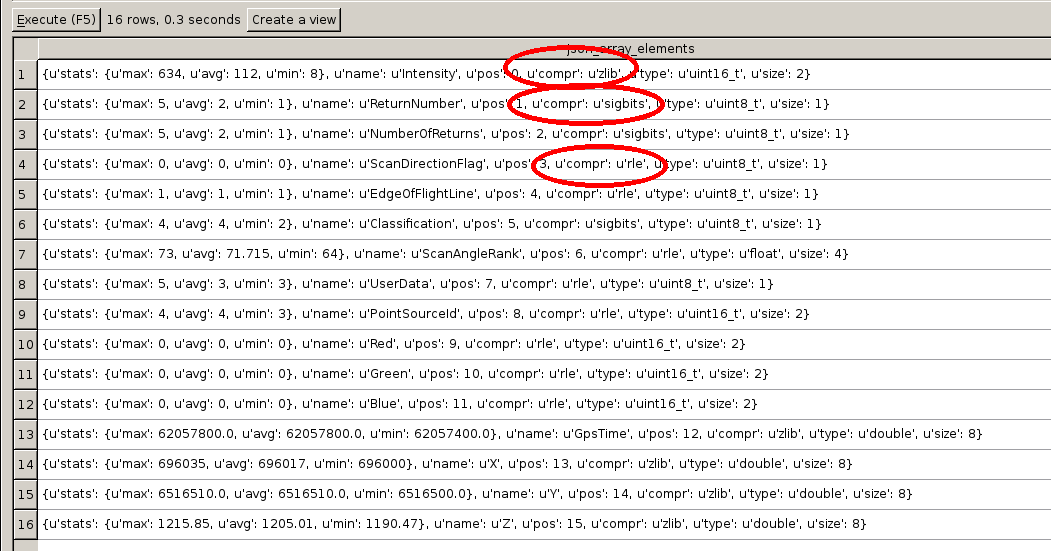 Execute (F5) 16 rows, 0.3 seconds Create a view
json_array_elements
1 {u'stats': {u'max': 634, u'avg': 112, u'min': 8}, u'name': u'Intensity', u'pos': 0, u'compr': u'zlib', u'type': u'uint16_t', u'size': 2}
2 {u'stats': {u'max': 5, u'avg': 2, u'min': 1}, u'name': u'ReturnNumber', u'pos': 1, u'compr': u'sigbits', u'type': u'uint8_t', u'size': 1}
3 {u'stats': {u'max': 5, u'avg': 2, u'min': 1}, u'name': u'NumberOfReturns', u'pos': 2, u'compr': u'sigbits', u'type': u'uint8_t', u'size': 1}
4 {u'stats': {u'max': 0, u'avg': 0, u'min': 0}, u'name': u'ScanDirectionFlag', u'pos': 3, u'compr': u'rle', u'type': u'uint8_t', u'size': 1}
5 {u'stats': {u'max': 1, u'avg': 1, u'min': 1}, u'name': u'EdgeOfFlightLine', u'pos': 4, u'compr': u'rle', u'type': u'uint8_t', u'size': 1}
6 {u'stats': {u'max': 4, u'avg': 4, u'min': 2}, u'name': u'Classification', u'pos': 5, u'compr': u'sigbits', u'type': u'uint8_t', u'size': 1}
7 {u'stats': {u'max': 73, u'avg': 71.715, u'min': 64}, u'name': u'ScanAngleRank', u'pos': 6, u'compr': u'rle', u'type': u'float', u'size': 4}
8 {u'stats': {u'max': 5, u'avg': 3, u'min': 3}, u'name': u'UserData', u'pos': 7, u'compr': u'rle', u'type': u'uint8_t', u'size': 1}
9 {u'stats': {u'max': 4, u'avg': 4, u'min': 3}, u'name': u'PointSourceId', u'pos': 8, u'compr': u'rle', u'type': u'uint16_t', u'size': 2}
10 {u'stats': {u'max': 0, u'avg': 0, u'min': 0}, u'name': u'Red', u'pos': 9, u'compr': u'rle', u'type': u'uint16_t', u'size': 2}
11 {u'stats': {u'max': 0, u'avg': 0, u'min': 0}, u'name': u'Green', u'pos': 10, u'compr': u'rle', u'type': u'uint16_t', u'size': 2}
12 {u'stats': {u'max': 0, u'avg': 0, u'min': 0}, u'name': u'Blue', u'pos': 11, u'compr': u'rle', u'type': u'uint16_t', u'size': 2}
13 {u'stats': {u'max': 62057800.0, u'avg': 62057800.0, u'min': 62057400.0}, u'name': u'GpsTime', u'pos': 12, u'compr': u'zlib', u'type': u'double', u'size': 8}
14 {u'stats': {u'max': 696035, u'avg': 696017, u'min': 696000}, u'name': u'X', u'pos': 13, u'compr': u'zlib', u'type': u'double', u'size': 8}
15 {u'stats': {u'max': 6516510.0, u'avg': 6516510.0, u'min': 6516500.0}, u'name': u'Y', u'pos': 14, u'compr': u'zlib', u'type': u'double', u'size': 8}
16 {u'stats': {u'max': 1215.85, u'avg': 1205.01, u'min': 1190.47}, u'name': u'Z', u'pos': 15, u'compr': u'zlib', u'type': u'double', u'size': 8}